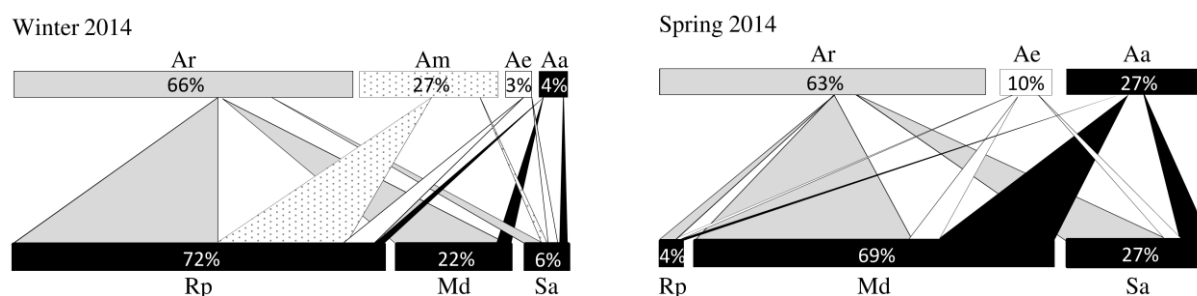 Winter 2014
Ar Am Ae Aa
66% 27% 3% 4%
72% 22% 6%
Rp Md Sa
Spring 2014
Ar Ae Aa
63% 10% 27%
4% 69% 27%
Rp Md Sa